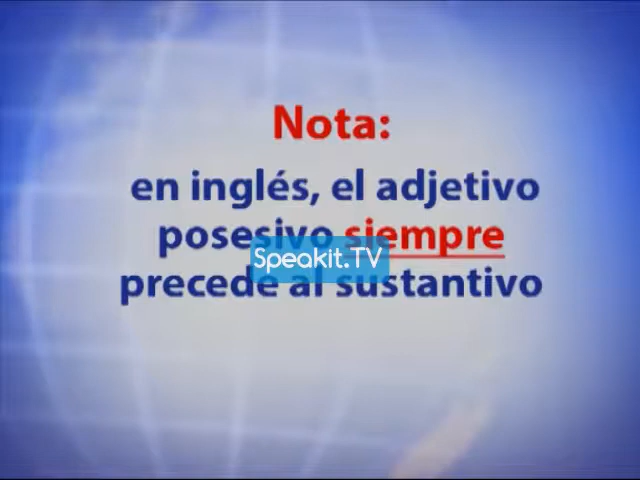 Nota:
en inglés, el adjetivo
posesivo siempre
Speakit.TV
precede al sustantivo